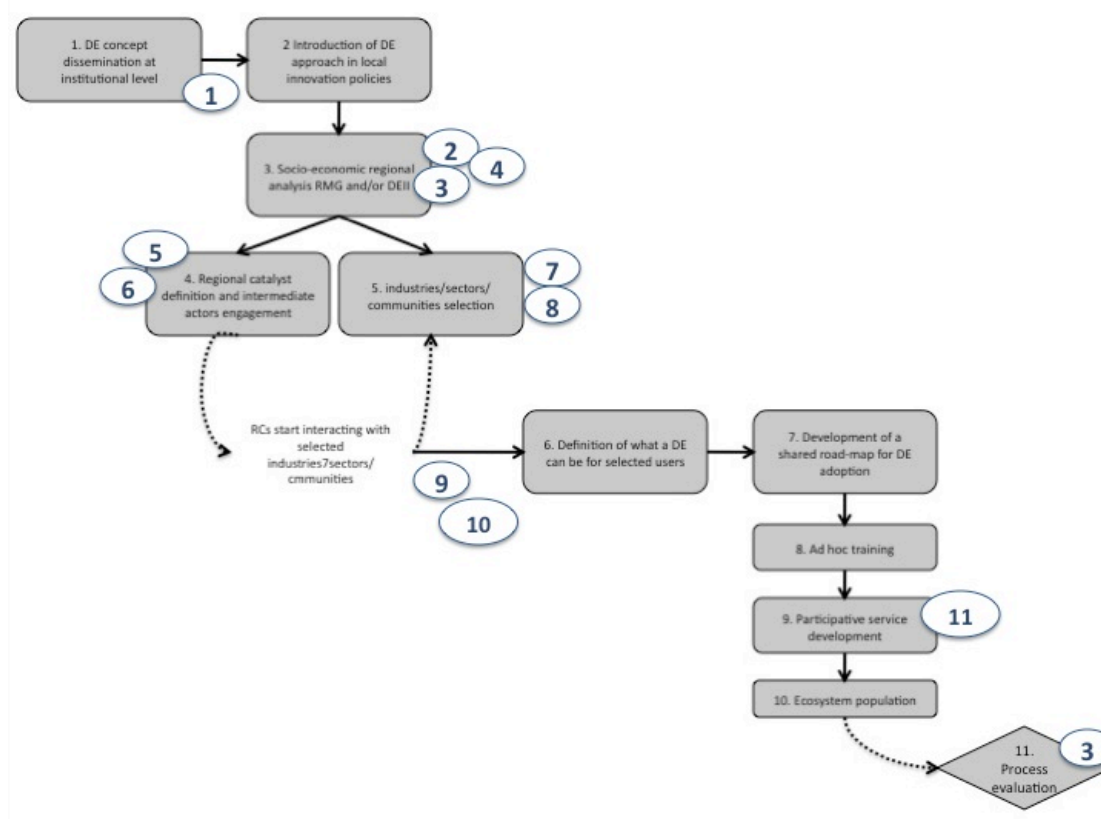 1. DE concept
dissemination at
institutional level
1
2 Introduction of DE
approach in local
innovation policies
3. Socio-economic regional
analysis RMG and/or DEII
2
4
3
5
6
4. Regional catalyst
definition and intermediate
actors engagement
5. industries/sectors/
communities selection
7
8
RCs start interacting with
selected
industries7sectors/
cmmunities
9
10
6. Definition of what a DE
can be for selected users
7. Development of a
shared road-map for DE
adoption
8. Ad hoc training
9. Participative service
development
11
10. Ecosystem population
11.
Process
evaluation
3